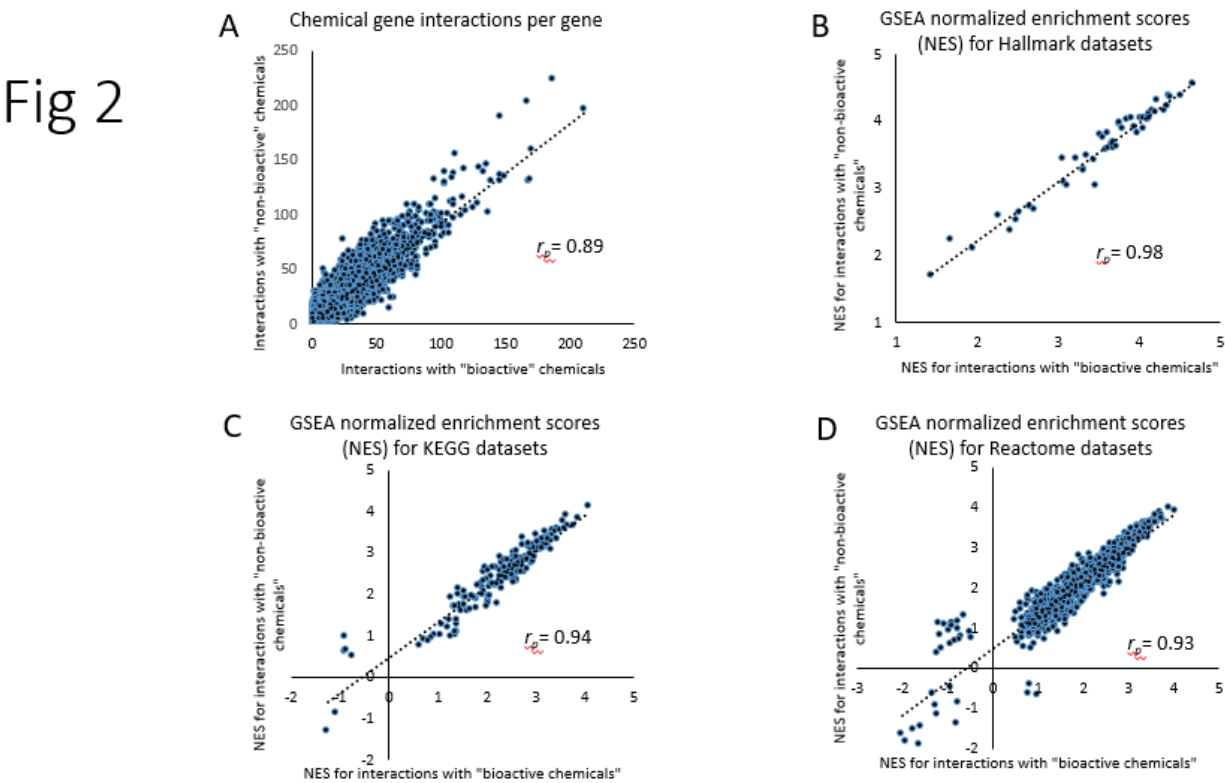 Fig 2
A
Chemical gene interactions per gene
Interactions with "non-bioactive" chemicals
250
200
150
100
50
0
0 50 100 150 200 250
r_p= 0.89
Interactions with "bioactive" chemicals
B
GSEA normalized enrichment scores
(NES) for Hallmark datasets
NES for interactions with "non-bioactive
chemicals"
5
4
3
2
1
1 2 3 4 5
r_p= 0.98
NES for interactions with "bioactive chemicals"
C
GSEA normalized enrichment scores
(NES) for KEGG datasets
NES for interactions with "non-bioactive
chemicals"
5
4
3
2
1
0
-1
-2
-2 -1 0 1 2 3 4 5
r_p= 0.94
NES for interactions with "bioactive chemicals"
D
GSEA normalized enrichment scores
(NES) for Reactome datasets
NES for interactions with "non-bioactive
chemicals"
5
4
3
2
1
0
-1
-2
-3 -2 -1 0 1 2 3 4 5
r_p= 0.93
NES for interactions with "bioactive chemicals"